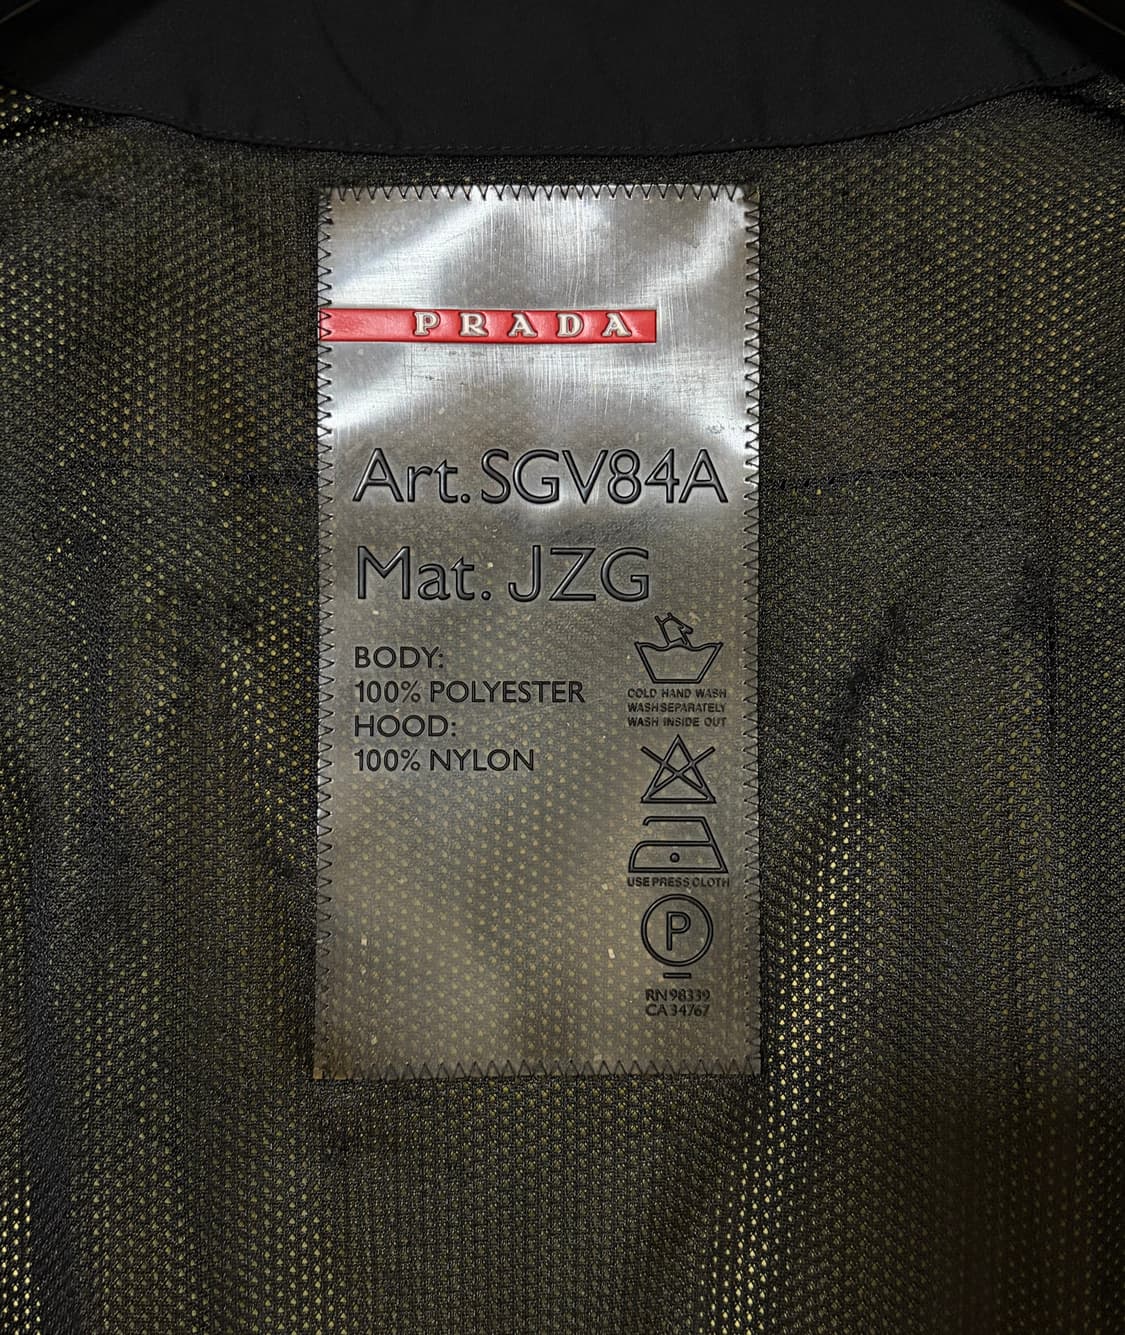 PRADA
Art. SGV84A
Mat. JZG
BODY:
100% POLYESTER
HOOD:
100% NYLON
COLD HAND WASH
WASH SEPARATELY
WASH INSIDE OUT
USE PRESS CLOTH
P
RN 98339
CA 34767